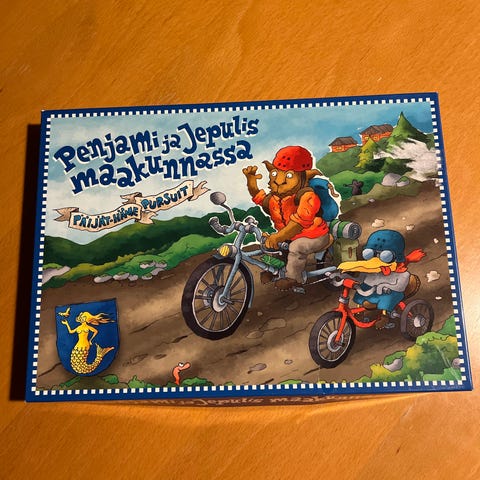 Penjami ja Jepulis
maakunnassa
PÄIJÄT-HÄME PURSUIT
Penjami ja Jepulis maakunnassa